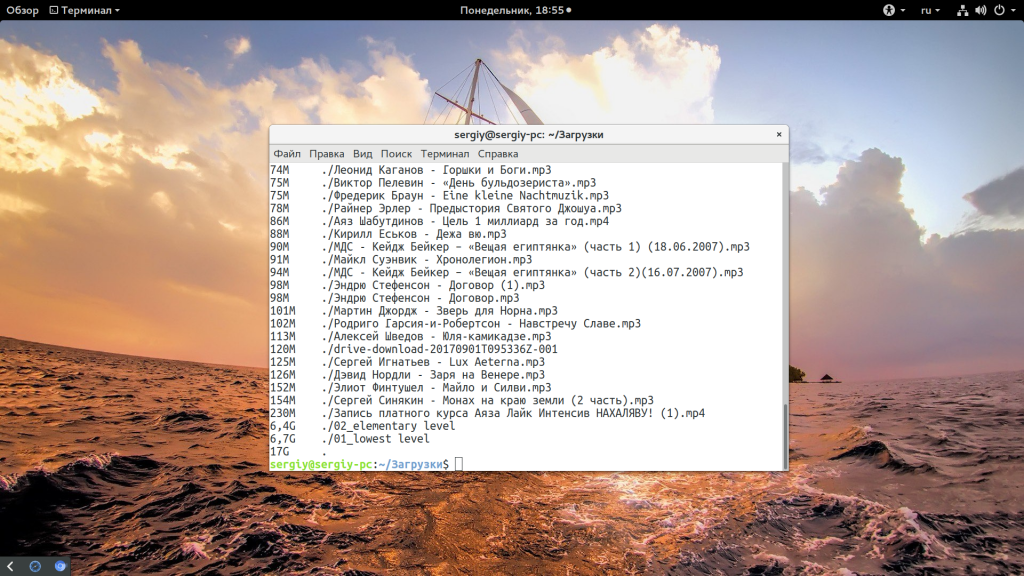 Обзор Терминал Понедельник, 18:55 ru
sergiy@sergiy-pc: ~/Загрузки ×
Файл Правка Вид Поиск Терминал Справка
74M ./Леонид Каганов - Горшки и Боги.mp3
75M ./Виктор Пелевин - «День бульдозериста».mp3
75M ./Фредерик Браун - Eine kleine Nachtmuzik.mp3
78M ./Райнер Эрлер - Предыстория Святого Джошуа.mp3
86M ./Аяз Шабутдинов - Цель 1 миллиард за год.mp4
88M ./Кирилл Еськов - Дежа вю.mp3
90M ./МДС - Кейдж Бейкер – «Вещая египтянка» (часть 1) (18.06.2007).mp3
91M ./Майкл Суэнвик - Хронолегион.mp3
94M ./МДС - Кейдж Бейкер – «Вещая египтянка» (часть 2)(16.07.2007).mp3
98M ./Эндрю Стефенсон - Договор (1).mp3
98M ./Эндрю Стефенсон - Договор.mp3
101M ./Мартин Джордж - Зверь для Норна.mp3
102M ./Родриго Гарсия-и-Робертсон - Навстречу Славе.mp3
113M ./Алексей Шведов - Юля-камикадзе.mp3
120M ./drive-download-20170901T095336Z-001
125M ./Сергей Игнатьев - Lux Aeterna.mp3
126M ./Дэвид Нордли - Заря на Венере.mp3
152M ./Элиот Финтушел - Майло и Силви.mp3
154M ./Сергей Синякин - Монах на краю земли (2 часть).mp3
230M ./Запись платного курса Аяза Лайк Интенсив НАХАЛЯВУ! (1).mp4
6,4G ./02_elementary level
6,7G ./01_lowest level
17G .
sergiy@sergiy-pc:~/Загрузки$